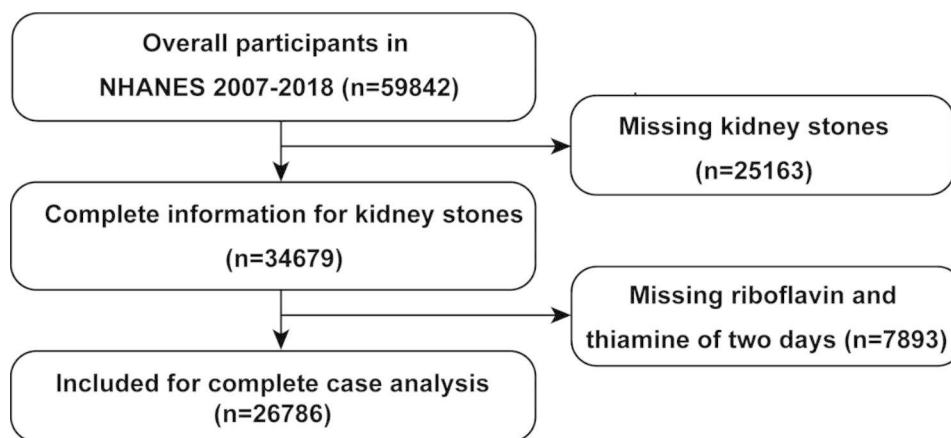 Overall participants in
NHANES 2007-2018 (n=59842)
Missing kidney stones
(n=25163)
Complete information for kidney stones
(n=34679)
Missing riboflavin and
thiamine of two days (n=7893)
Included for complete case analysis
(n=26786)